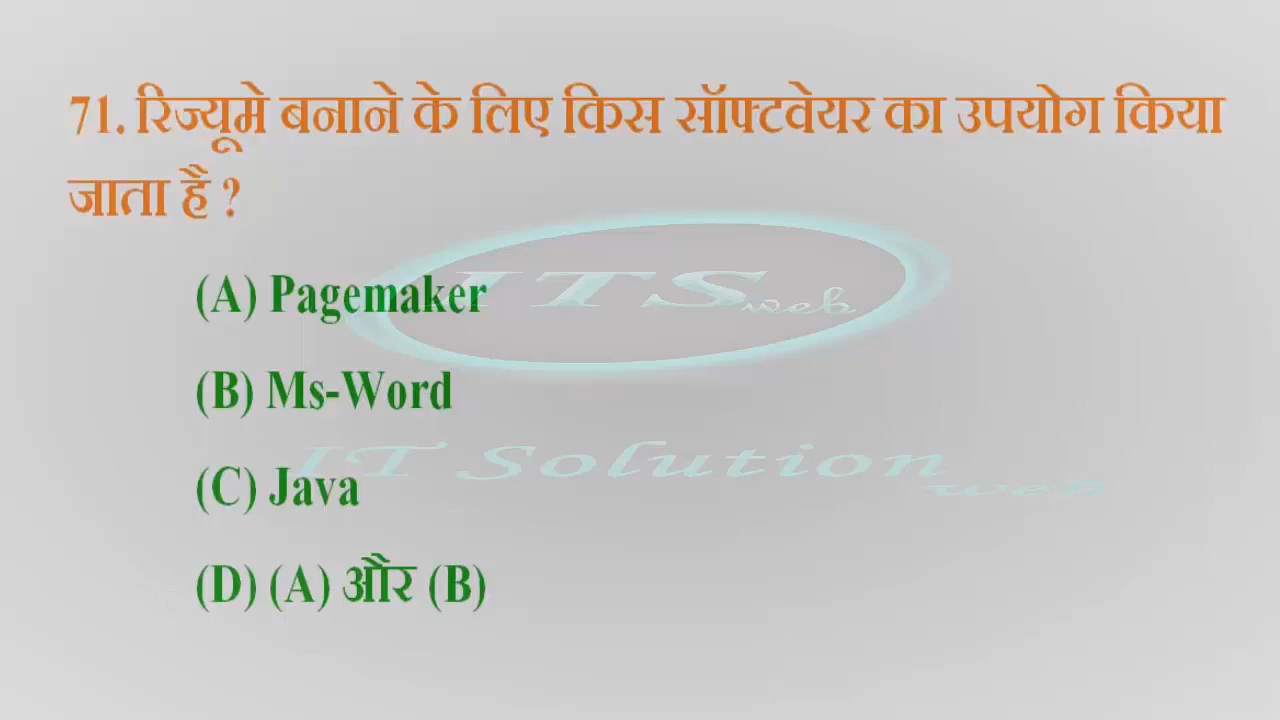 71. रिज्यूमे बनाने के लिए किस सॉफ्टवेयर का उपयोग किया
जाता है ?
(A) Pagemaker
ITS
web
(B) Ms-Word
IT Solution
web
(C) Java
(D) (A) और (B)